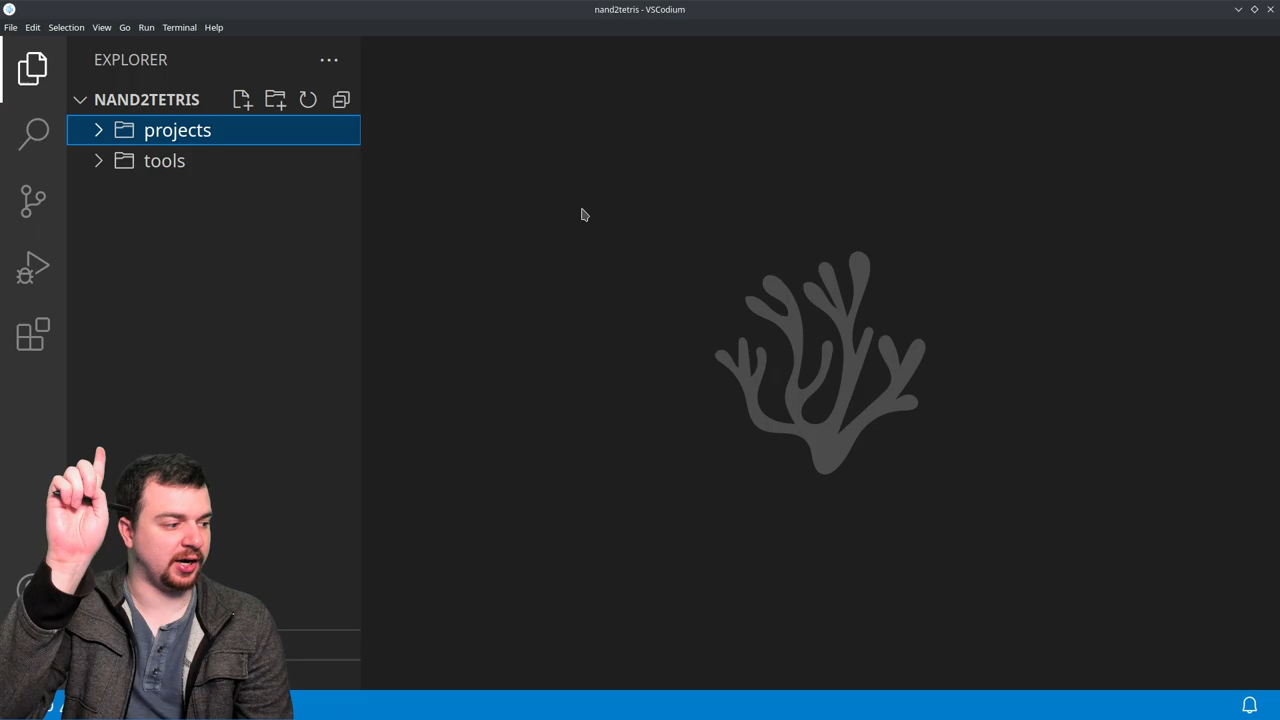 nand2tetris - VSCodium
File Edit Selection View Go Run Terminal Help
EXPLORER
NAND2TETRIS
projects
tools